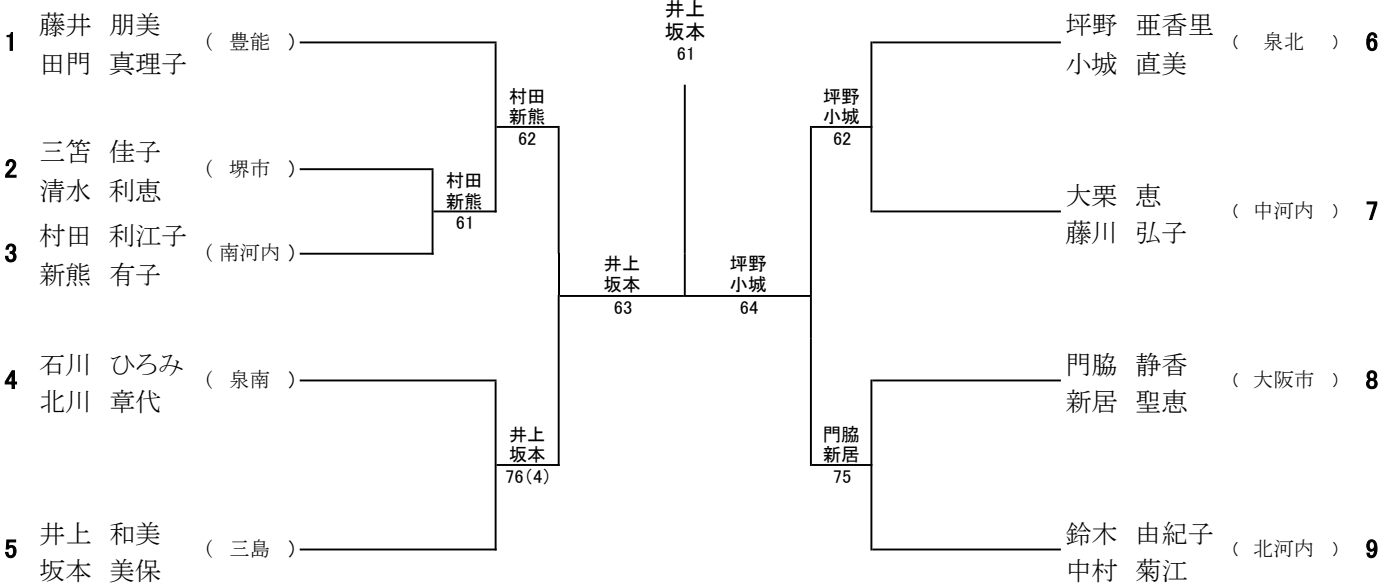 井上
坂本
61
1 藤井 朋美
田門 真理子
( 豊能 )
2 三笘 佳子
清水 利恵
( 堺市 )
3 村田 利江子
新熊 有子
( 南河内 )
4 石川 ひろみ
北川 章代
( 泉南 )
5 井上 和美
坂本 美保
( 三島 )
村田
新熊
62
村田
新熊
61
井上
坂本
76(4)
井上
坂本
63
坪野
小城
64
坪野
小城
62
門脇
新居
75
坪野 亜香里
小城 直美
( 泉北 ) 6
大栗 恵
藤川 弘子
( 中河内 ) 7
門脇 静香
新居 聖恵
( 大阪市 ) 8
鈴木 由紀子
中村 菊江
( 北河内 ) 9